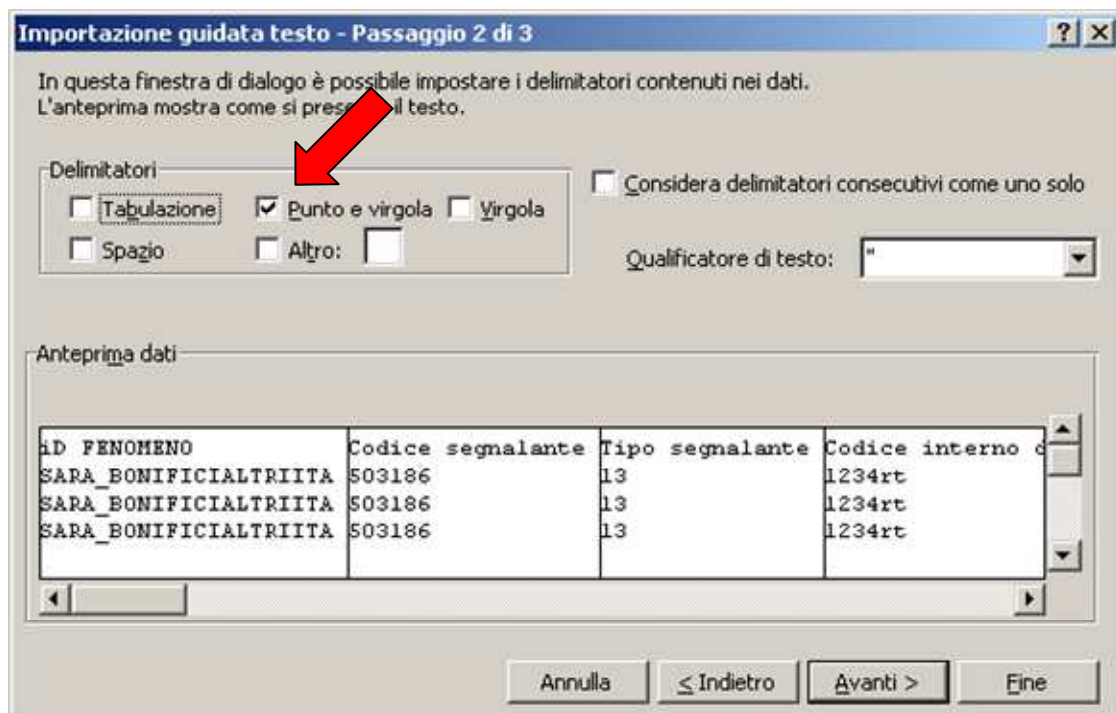 Importazione guidata testo - Passaggio 2 di 3
In questa finestra di dialogo è possibile impostare i delimitatori contenuti nei dati.
L'anteprima mostra come si prese il testo.
Delimitatori
Tabulazione
Punto e virgola
Virgola
Spazio
Altro:
Considera delimitatori consecutivi come uno solo
Qualificatore di testo: "
Anteprima dati
iD FENOMENO Codice segnalante Tipo segnalante Codice interno d
SARA_BONIFICIALTRIITA 503186 13 1234rt
SARA_BONIFICIALTRIITA 503186 13 1234rt
SARA_BONIFICIALTRIITA 503186 13 1234rt
Annulla < Indietro Avanti > Fine